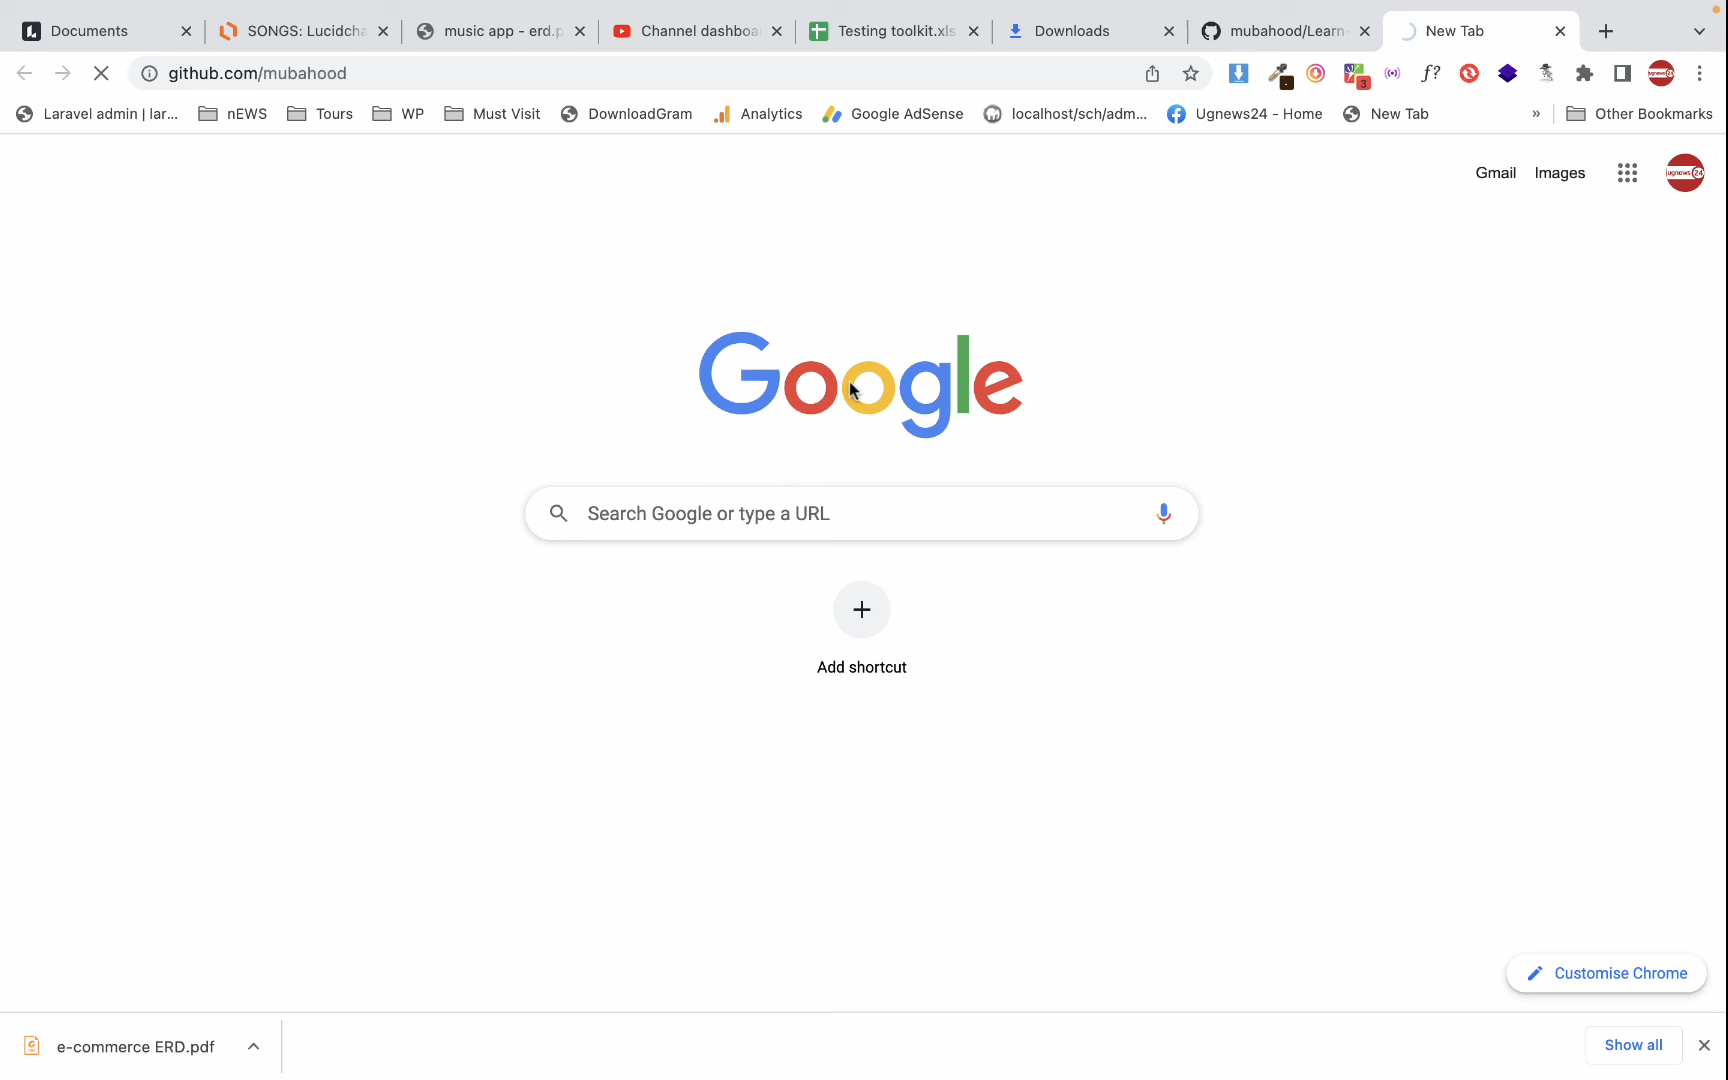 Documents
SONGS: Lucidcha
music app - erd.p
Channel dashboa
Testing toolkit.xls
Downloads
mubahood/Learn-
New Tab
github.com/mubahood
3
f?
Laravel admin | lar...
nEWS
Tours
WP
Must Visit
DownloadGram
Analytics
Google AdSense
localhost/sch/adm...
Ugnews24 - Home
New Tab
»
Other Bookmarks
Gmail
Images
ugnews24
Google
Search Google or type a URL
Add shortcut
Customise Chrome
e-commerce ERD.pdf
Show all